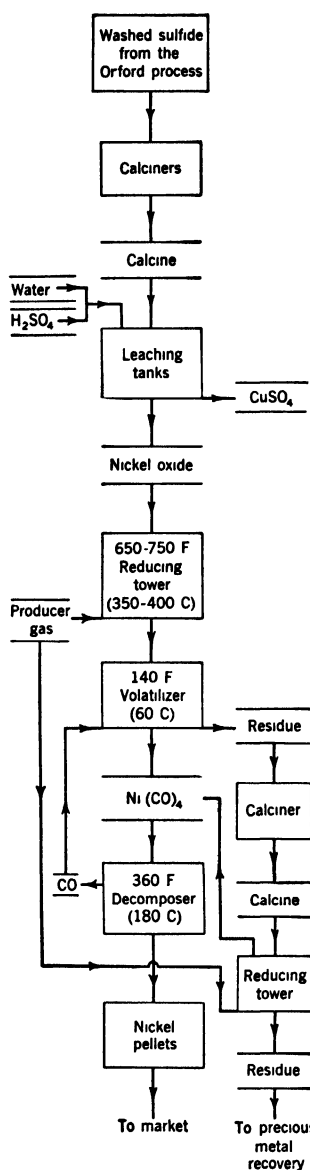 Washed sulfide
from the
Orford process
Calciners
Calcine
Water
H₂SO₄
Leaching
tanks
CuSO₄
Nickel oxide
650-750 F
Reducing
tower
(350-400 C)
Producer
gas
140 F
Volatilizer
(60 C)
Residue
Ni(CO)₄
Calciner
CO
360 F
Decomposer
(180 C)
Calcine
Reducing
tower
Nickel
pellets
Residue
To market
To precious
metal
recovery